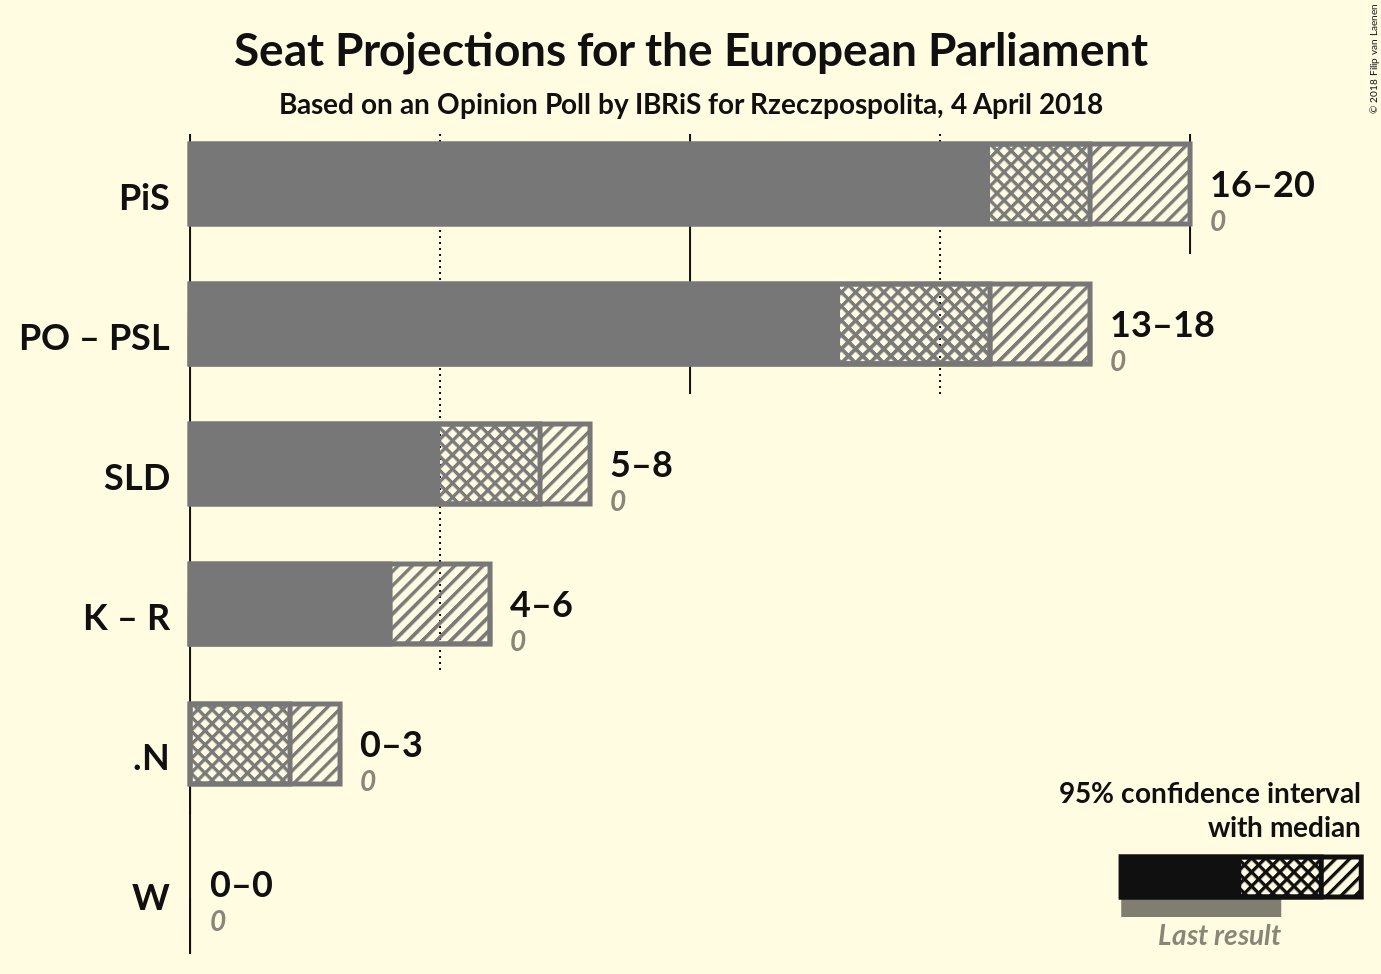 Seat Projections for the European Parliament
Based on an Opinion Poll by IBRiS for Rzeczpospolita, 4 April 2018
© 2018 Filip van Laenen
PiS
16–20
0
PO – PSL
13–18
0
SLD
5–8
0
K – R
4–6
0
.N
0–3
0
W
0–0
0
95% confidence interval
with median
Last result